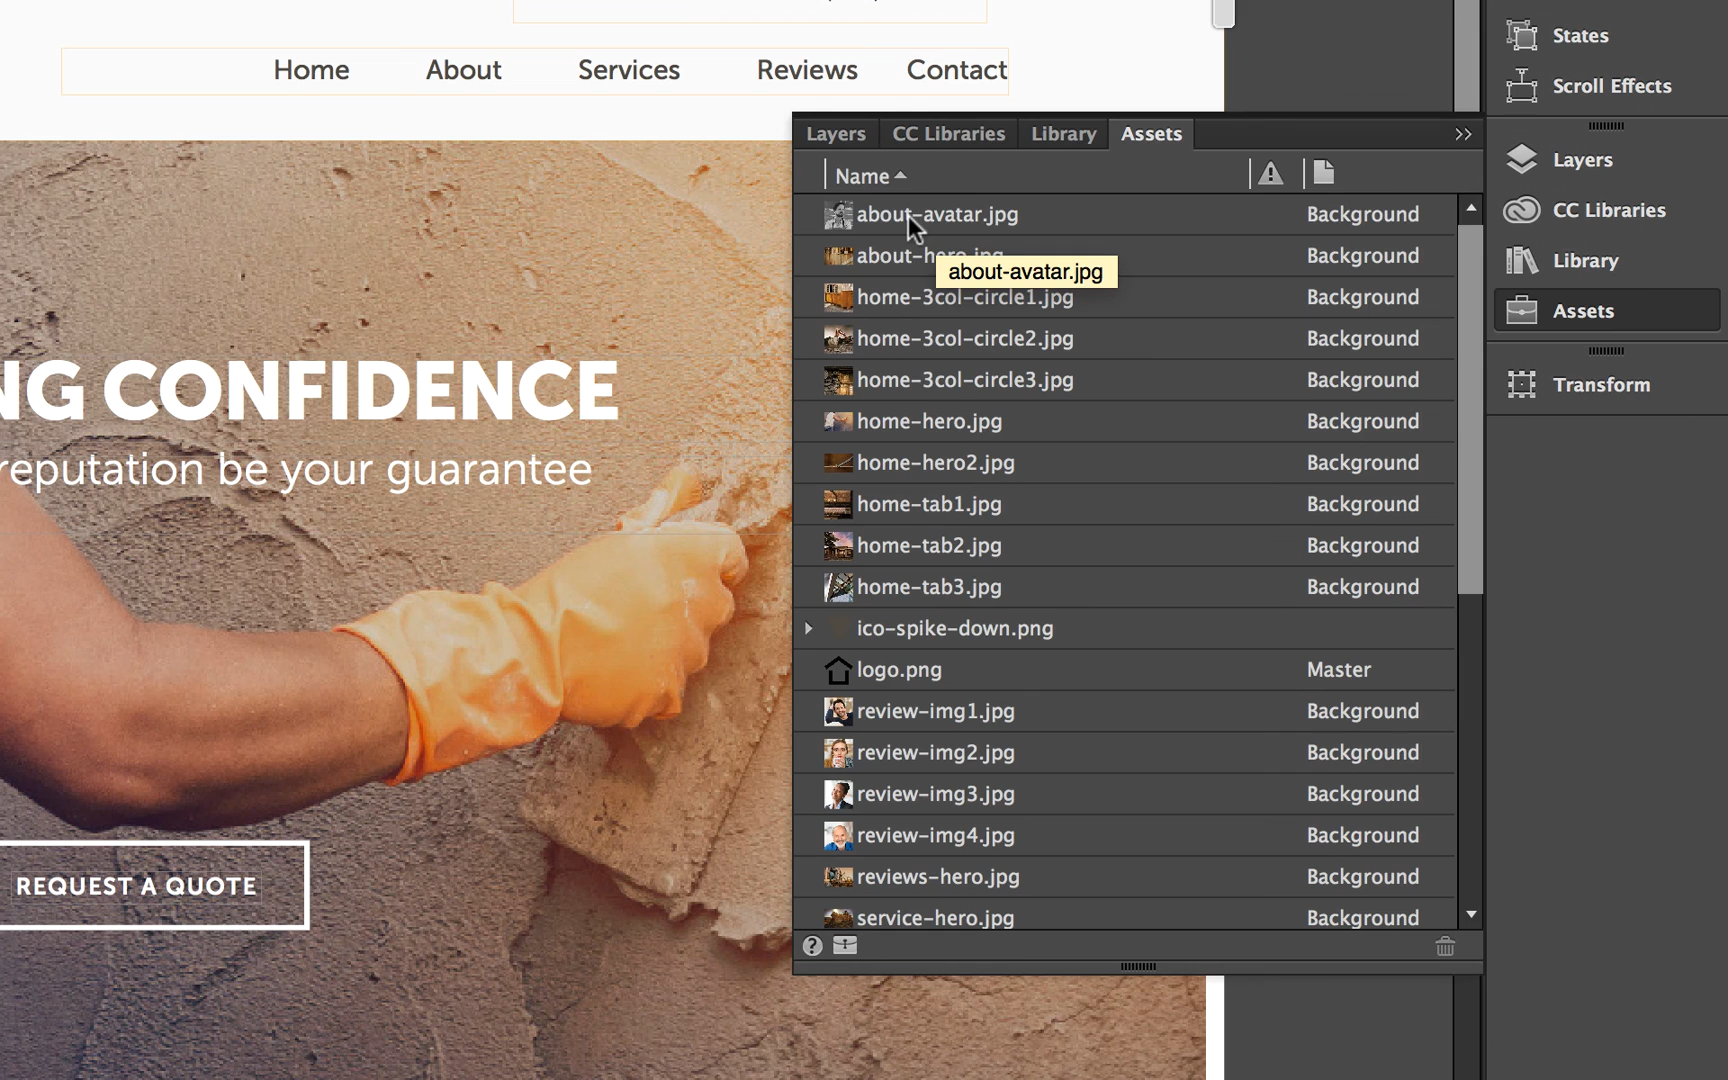 Home About Services Reviews Contact
NG CONFIDENCE
reputation be your guarantee
REQUEST A QUOTE
Layers CC Libraries Library Assets
Name
about-avatar.jpg Background
about-hero.jpg Background
about-avatar.jpg
home-3col-circle1.jpg Background
home-3col-circle2.jpg Background
home-3col-circle3.jpg Background
home-hero.jpg Background
home-hero2.jpg Background
home-tab1.jpg Background
home-tab2.jpg Background
home-tab3.jpg Background
ico-spike-down.png
logo.png Master
review-img1.jpg Background
review-img2.jpg Background
review-img3.jpg Background
review-img4.jpg Background
reviews-hero.jpg Background
service-hero.jpg Background
States
Scroll Effects
Layers
CC Libraries
Library
Assets
Transform